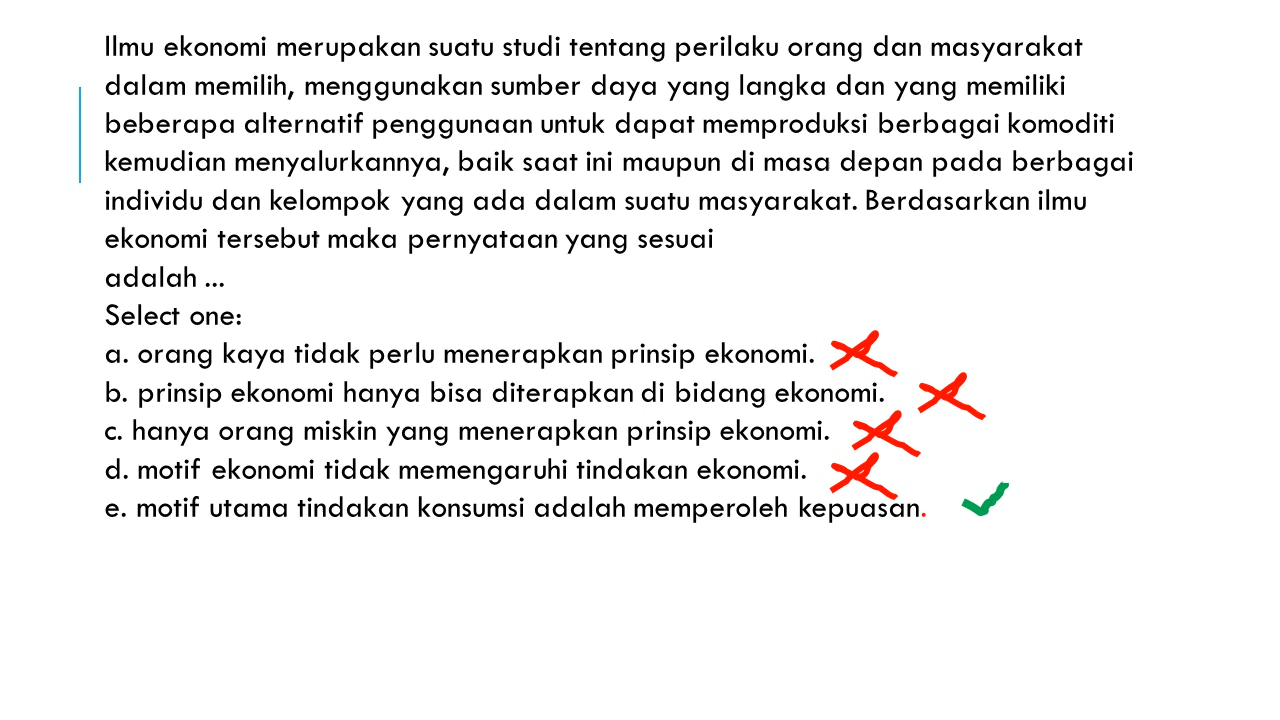 Ilmu ekonomi merupakan suatu studi tentang perilaku orang dan masyarakat
dalam memilih, menggunakan sumber daya yang langka dan yang memiliki
beberapa alternatif penggunaan untuk dapat memproduksi berbagai komoditi
kemudian menyalurkannya, baik saat ini maupun di masa depan pada berbagai
individu dan kelompok yang ada dalam suatu masyarakat. Berdasarkan ilmu
ekonomi tersebut maka pernyataan yang sesuai
adalah ...
Select one:
a. orang kaya tidak perlu menerapkan prinsip ekonomi.
b. prinsip ekonomi hanya bisa diterapkan di bidang ekonomi.
c. hanya orang miskin yang menerapkan prinsip ekonomi.
d. motif ekonomi tidak memengaruhi tindakan ekonomi.
e. motif utama tindakan konsumsi adalah memperoleh kepuasan.